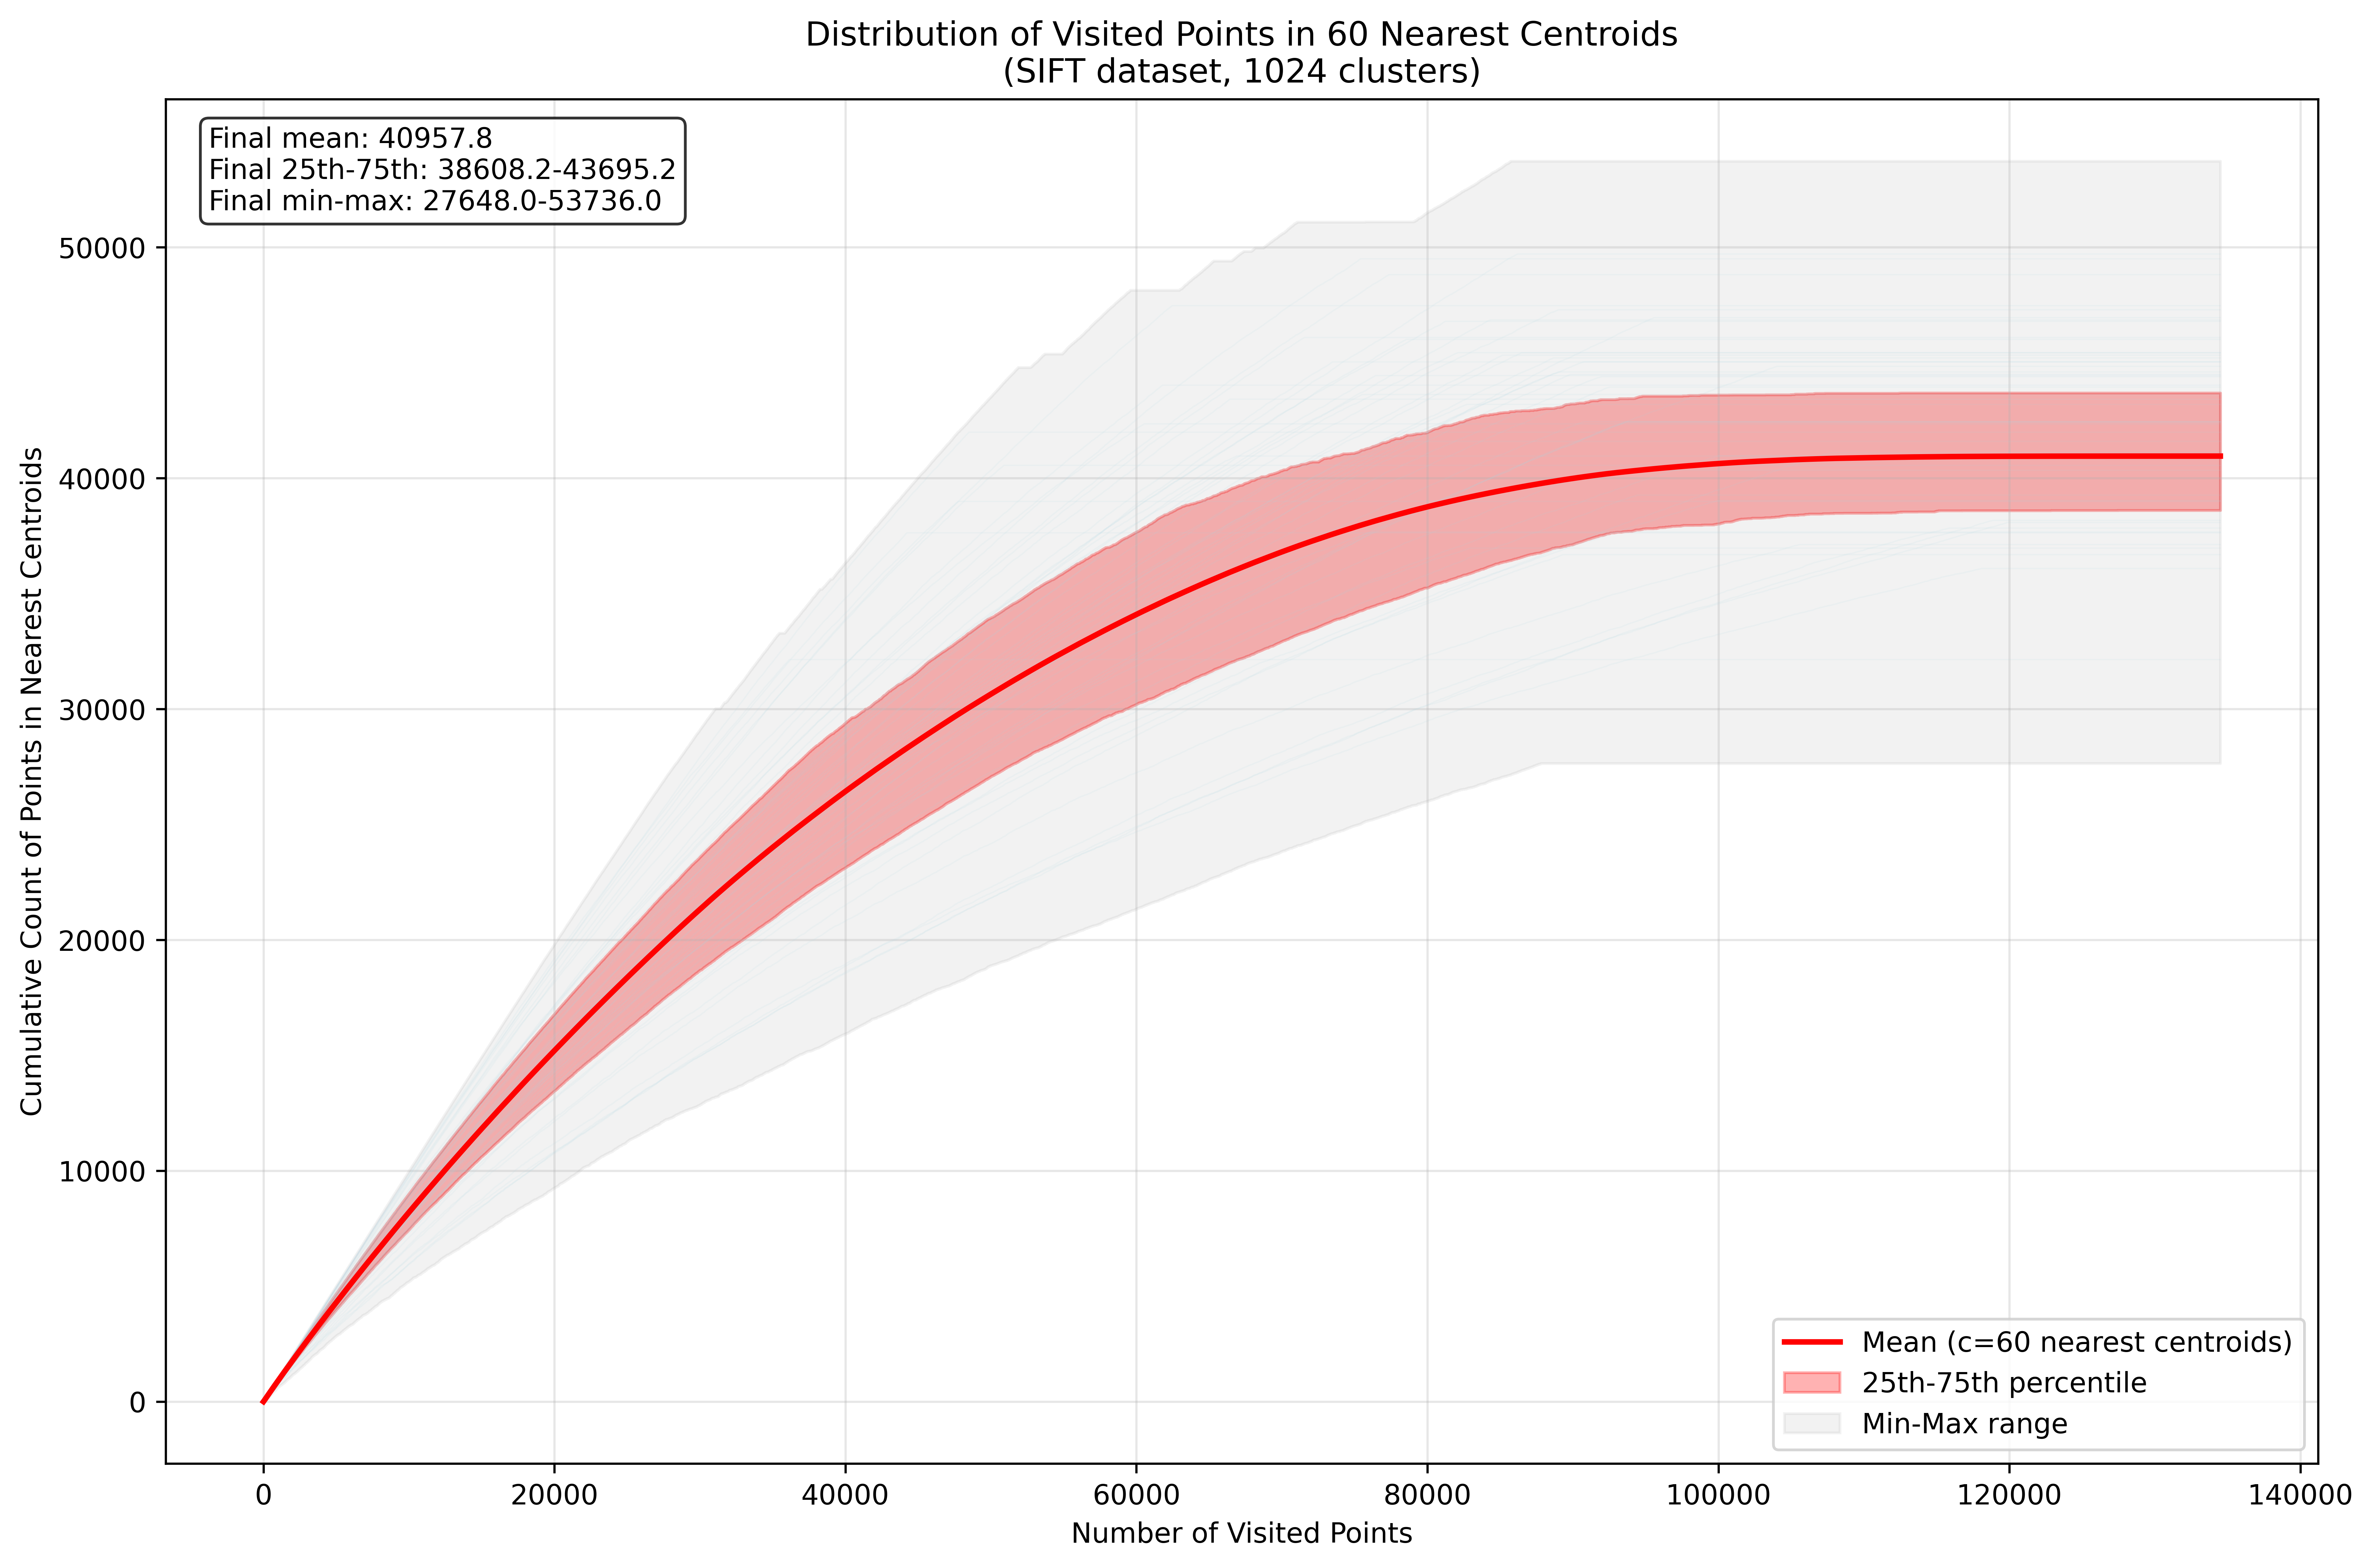 Distribution of Visited Points in 60 Nearest Centroids
(SIFT dataset, 1024 clusters)
Final mean: 40957.8
Final 25th-75th: 38608.2-43695.2
Final min-max: 27648.0-53736.0
Cumulative Count of Points in Nearest Centroids
50000
40000
30000
20000
10000
0
Mean (c=60 nearest centroids)
25th-75th percentile
Min-Max range
0
20000
40000
60000
80000
100000
120000
140000
Number of Visited Points